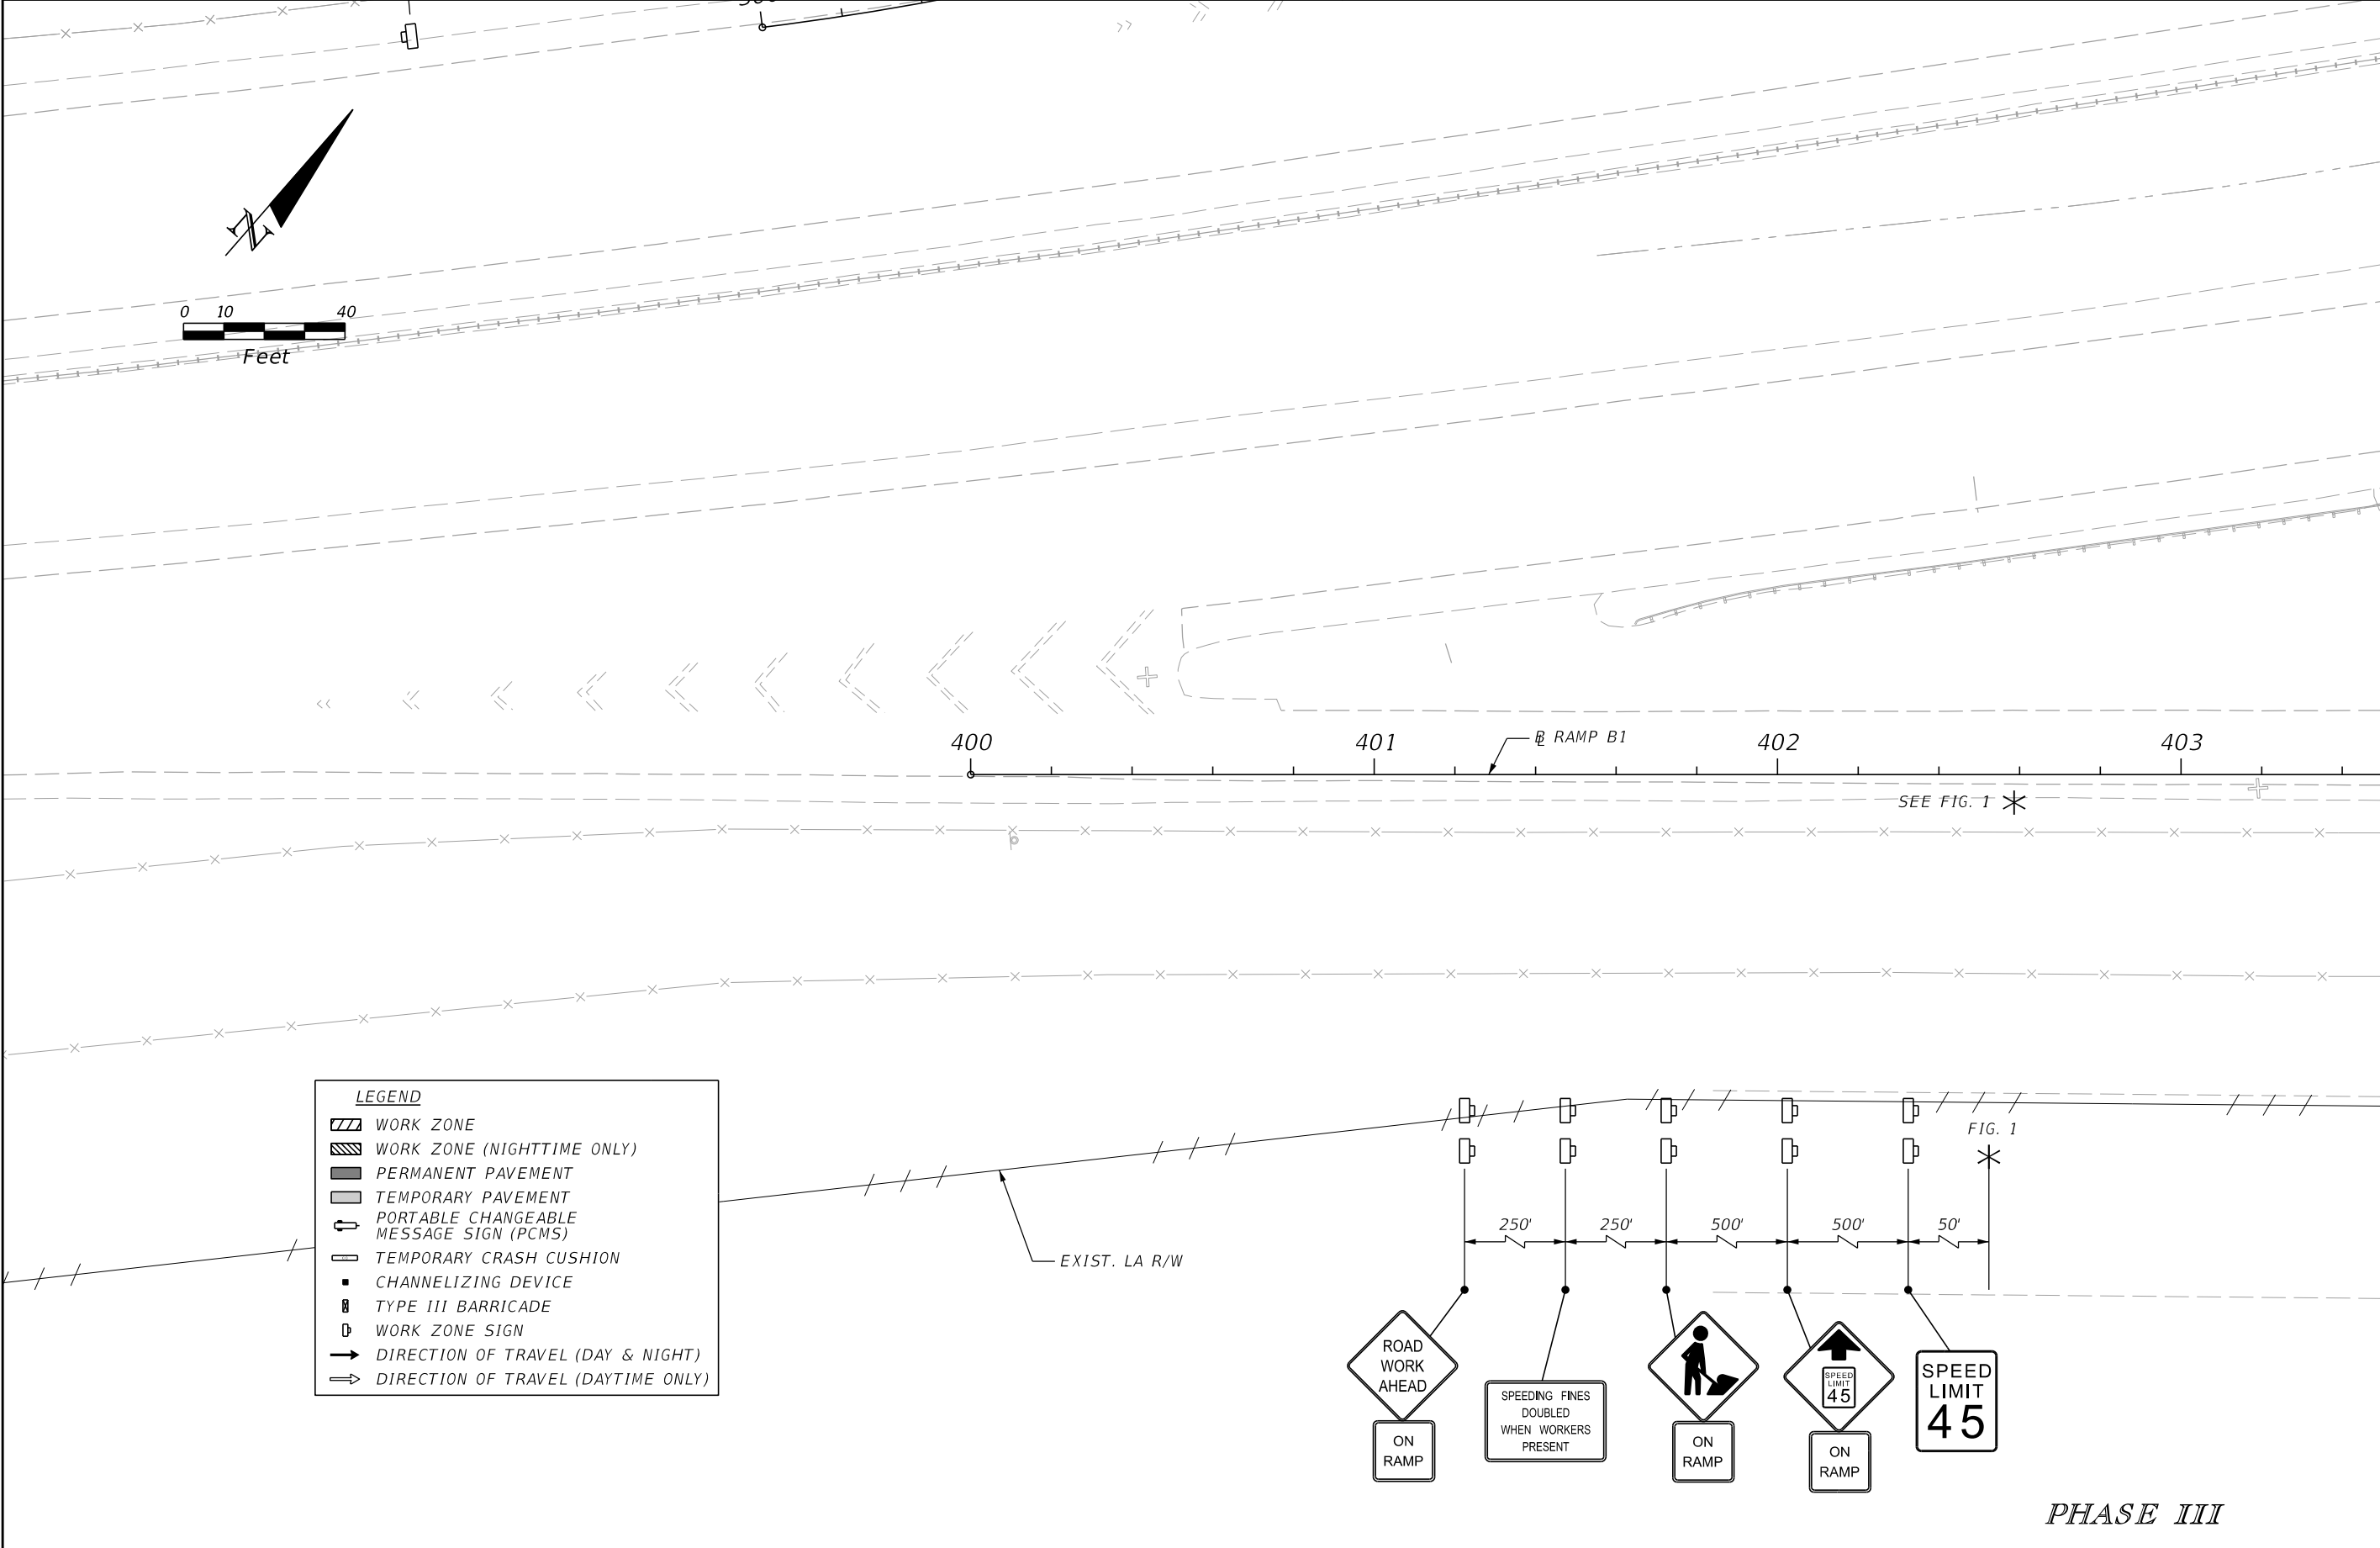 N
0 10 40
Feet
400 401 402 403
B RAMP B1
SEE FIG. 1
LEGEND
WORK ZONE
WORK ZONE (NIGHTTIME ONLY)
PERMANENT PAVEMENT
TEMPORARY PAVEMENT
PORTABLE CHANGEABLE
MESSAGE SIGN (PCMS)
TEMPORARY CRASH CUSHION
CHANNELIZING DEVICE
TYPE III BARRICADE
WORK ZONE SIGN
DIRECTION OF TRAVEL (DAY & NIGHT)
DIRECTION OF TRAVEL (DAYTIME ONLY)
EXIST. LA R/W
FIG. 1
250' 250' 500' 500' 50'
ROAD
WORK
AHEAD
ON
RAMP
SPEEDING FINES
DOUBLED
WHEN WORKERS
PRESENT
ON
RAMP
SPEED
LIMIT
45
ON
RAMP
SPEED
LIMIT
45
PHASE III